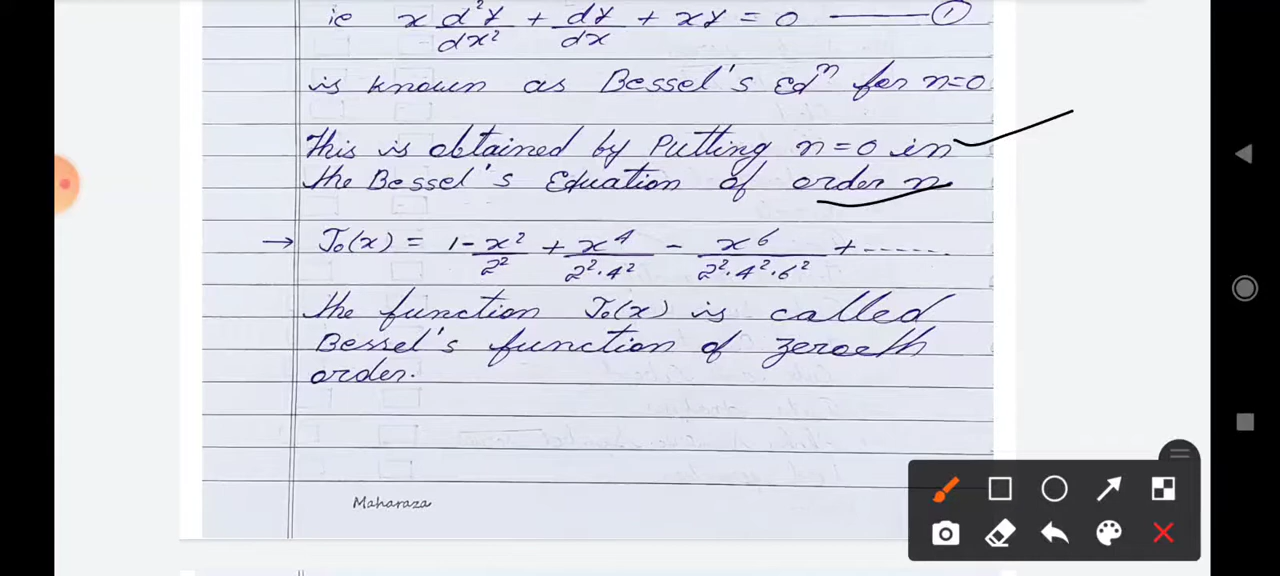 ie x d²y/dx² + dy/dx + xy = 0 —— ①
is known as Bessel's Eqⁿ for n=0
This is obtained by Putting n = 0 in
the Bessel's Equation of order n
→ J₀(x) = 1 - x²/2² + x⁴/2²·4² - x⁶/2²·4²·6² + ------
the function J₀(x) is called
Bessel's function of zeroeth
order.
Maharaza